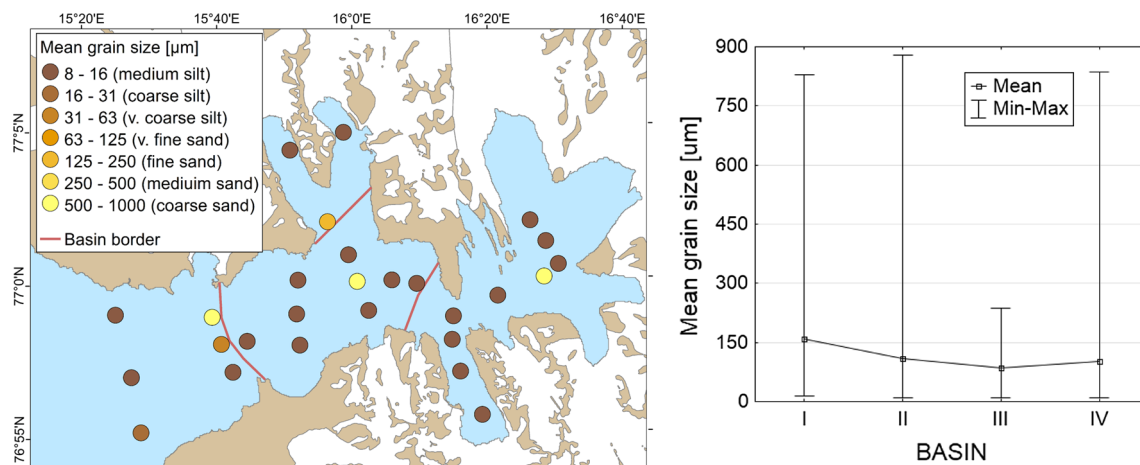 15°20' 15°40' 16°0' 16°20' 16°40'
Mean grain size [µm]
8 - 16 (medium silt)
16 - 31 (coarse silt)
31 - 63 (v. coarse silt)
63 - 125 (v. fine sand)
125 - 250 (fine sand)
250 - 500 (medium sand)
500 - 1000 (coarse sand)
Basin border
77°5'
77°0'
76°55'
Mean grain size [um]
900
750
600
450
300
150
0
Mean
Min-Max
I II III IV
BASIN